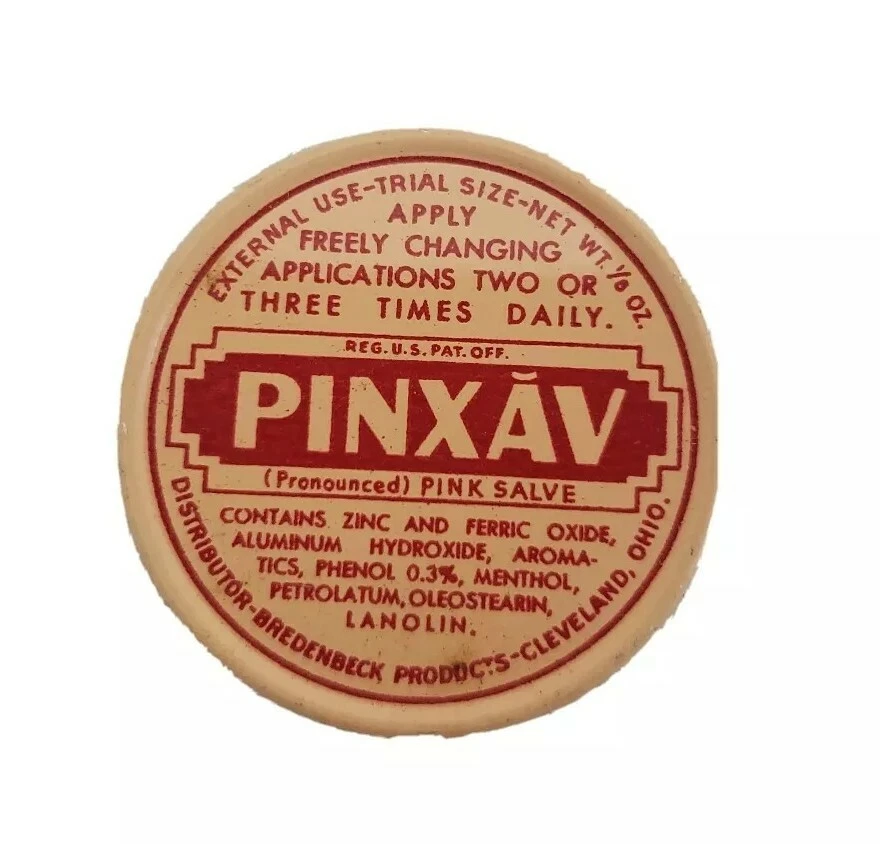 EXTERNAL USE-TRIAL SIZE-NET WT. 1/8 OZ.
APPLY
FREELY CHANGING
APPLICATIONS TWO OR
THREE TIMES DAILY.
REG. U.S. PAT. OFF.
PINXĂV
(Pronounced) PINK SALVE
CONTAINS ZINC AND FERRIC OXIDE,
ALUMINUM HYDROXIDE, AROMA-
TICS, PHENOL 0.3%, MENTHOL,
PETROLATUM, OLEOSTEARIN,
LANOLIN.
DISTRIBUTOR-BREDENBECK PRODUCTS-CLEVELAND, OHIO.